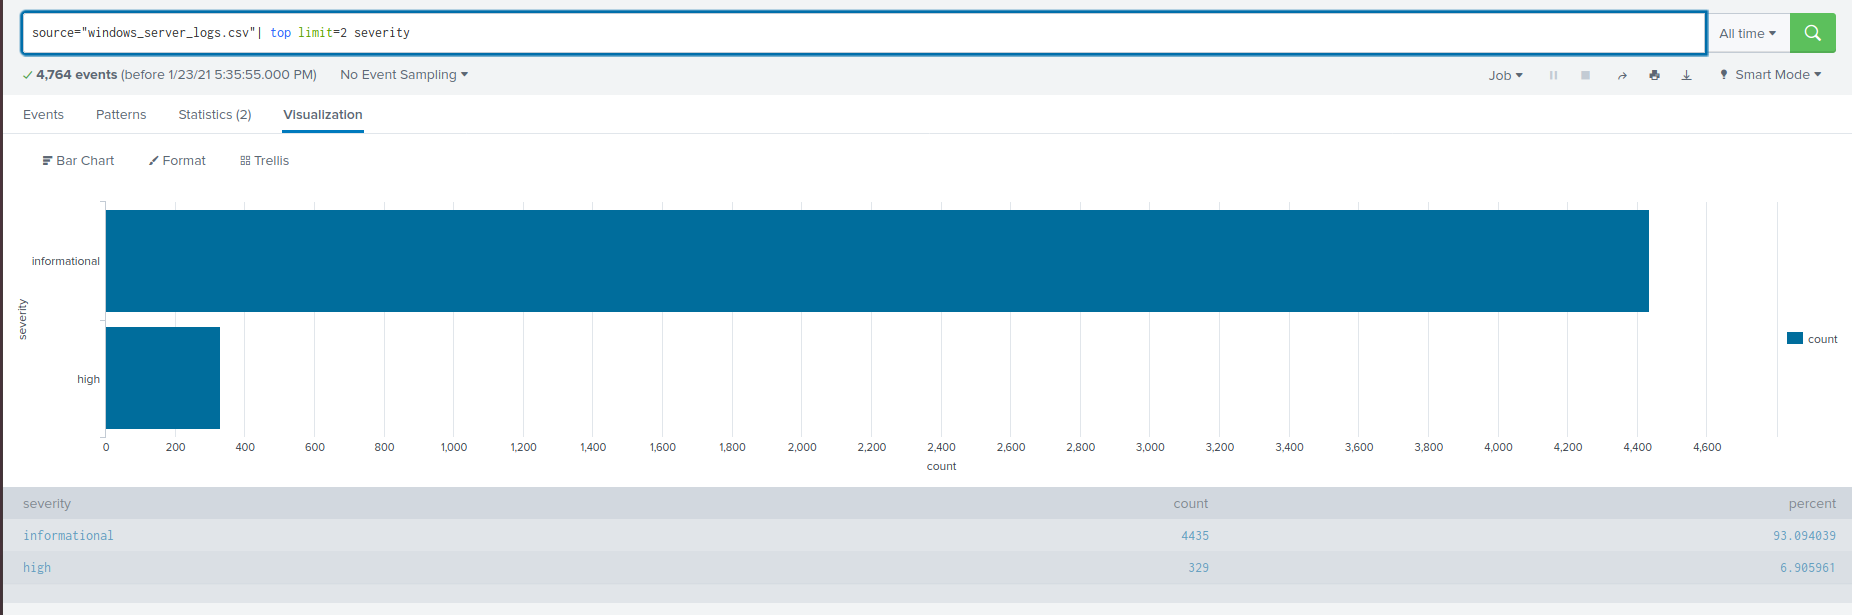 source="windows_server_logs.csv"| top limit=2 severity
All time
4,764 events (before 1/23/21 5:35:55.000 PM)
No Event Sampling
Job
Smart Mode
Events
Patterns
Statistics (2)
Visualization
Bar Chart
Format
Trellis
severity
informational
high
count
0 200 400 600 800 1,000 1,200 1,400 1,600 1,800 2,000 2,200 2,400 2,600 2,800 3,000 3,200 3,400 3,600 3,800 4,000 4,200 4,400 4,600
count
severity count percent
informational 4435 93.094039
high 329 6.905961